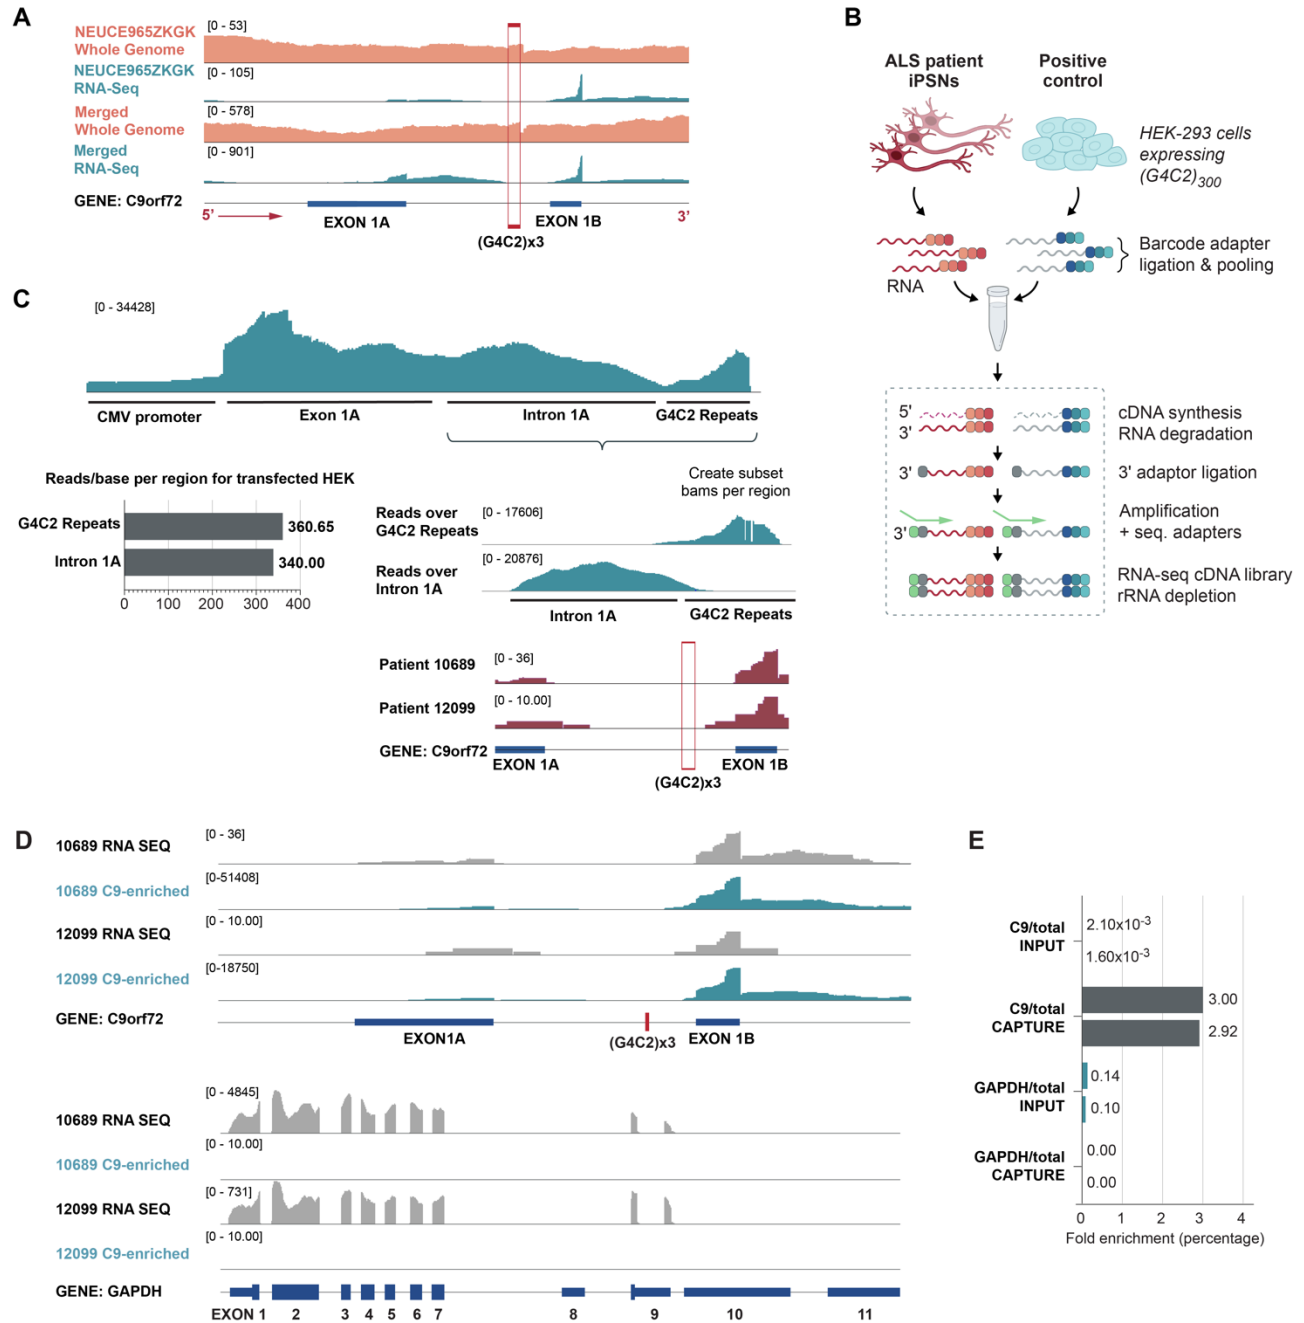 A
NEUCE965ZKGK
Whole Genome
[0 - 53]
NEUCE965ZKGK
RNA-Seq
[0 - 105]
Merged
Whole Genome
[0 - 578]
Merged
RNA-Seq
[0 - 901]
GENE: C9orf72
5'
EXON 1A
(G4C2)x3
EXON 1B
3'
B
ALS patient
iPSNs
Positive
control
HEK-293 cells
expressing
(G4C2)300
RNA
Barcode adapter
ligation & pooling
5'
3'
cDNA synthesis
RNA degradation
3'
3' adaptor ligation
3'
Amplification
+ seq. adapters
RNA-seq cDNA library
rRNA depletion
C
[0 - 34428]
CMV promoter
Exon 1A
Intron 1A
G4C2 Repeats
Reads/base per region for transfected HEK
G4C2 Repeats
360.65
Intron 1A
340.00
0 100 200 300 400
Create subset
bams per region
Reads over
G4C2 Repeats
[0 - 17606]
Reads over
Intron 1A
[0 - 20876]
Intron 1A
G4C2 Repeats
Patient 10689
[0 - 36]
Patient 12099
[0 - 10.00]
GENE: C9orf72
EXON 1A
(G4C2)x3
EXON 1B
D
10689 RNA SEQ
[0 - 36]
10689 C9-enriched
[0-51408]
12099 RNA SEQ
[0 - 10.00]
12099 C9-enriched
[0-18750]
GENE: C9orf72
EXON1A
(G4C2)x3
EXON 1B
10689 RNA SEQ
[0 - 4845]
10689 C9-enriched
[0 - 10.00]
12099 RNA SEQ
[0 - 731]
12099 C9-enriched
[0 - 10.00]
GENE: GAPDH
EXON 1 2 3 4 5 6 7 8 9 10 11
E
C9/total
INPUT
2.10x10-3
1.60x10-3
C9/total
CAPTURE
3.00
2.92
GAPDH/total
INPUT
0.14
0.10
GAPDH/total
CAPTURE
0.00
0.00
0 1 2 3 4
Fold enrichment (percentage)